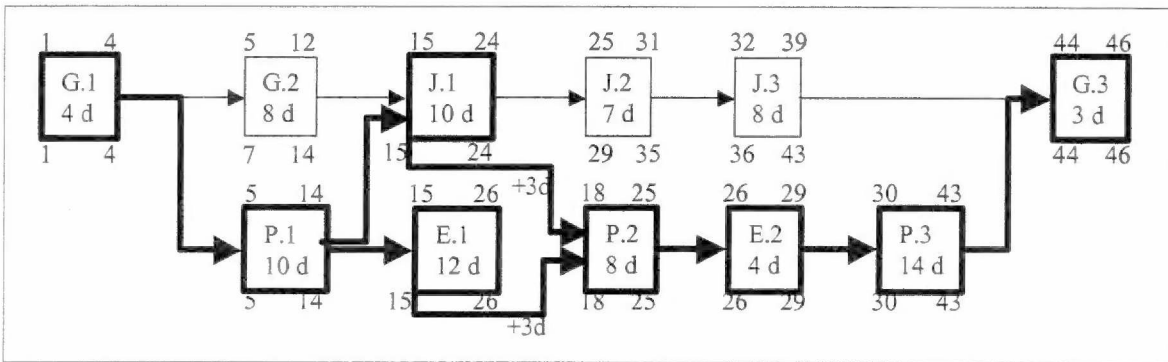 1 4 5 12 15 24 25 31 32 39 44 46
G.1 G.2 J.1 J.2 J.3 G.3
4 d 8 d 10 d 7 d 8 d 3 d
1 4 7 14 15 24 29 35 36 43 44 46
+3d
5 14 15 26 18 25 26 29 30 43
P.1 E.1 P.2 E.2 P.3
10 d 12 d 8 d 4 d 14 d
5 14 15 26 18 25 26 29 30 43
+3d